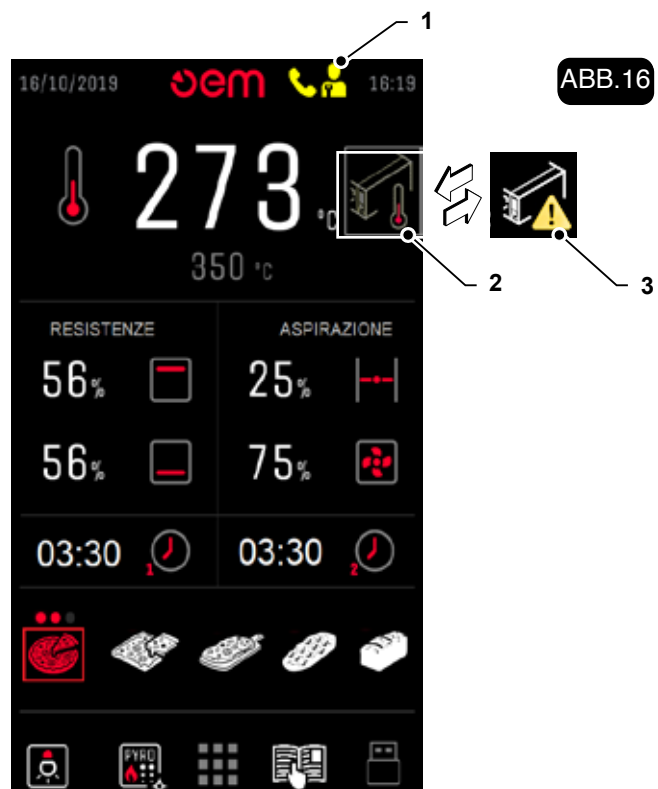 1
16/10/2019 oem 16:19
ABB.16
273 °C
350 °C
2
3
RESISTENZE ASPIRAZIONE
56% 25%
56% 75%
03:30 1 03:30 2
PYRO